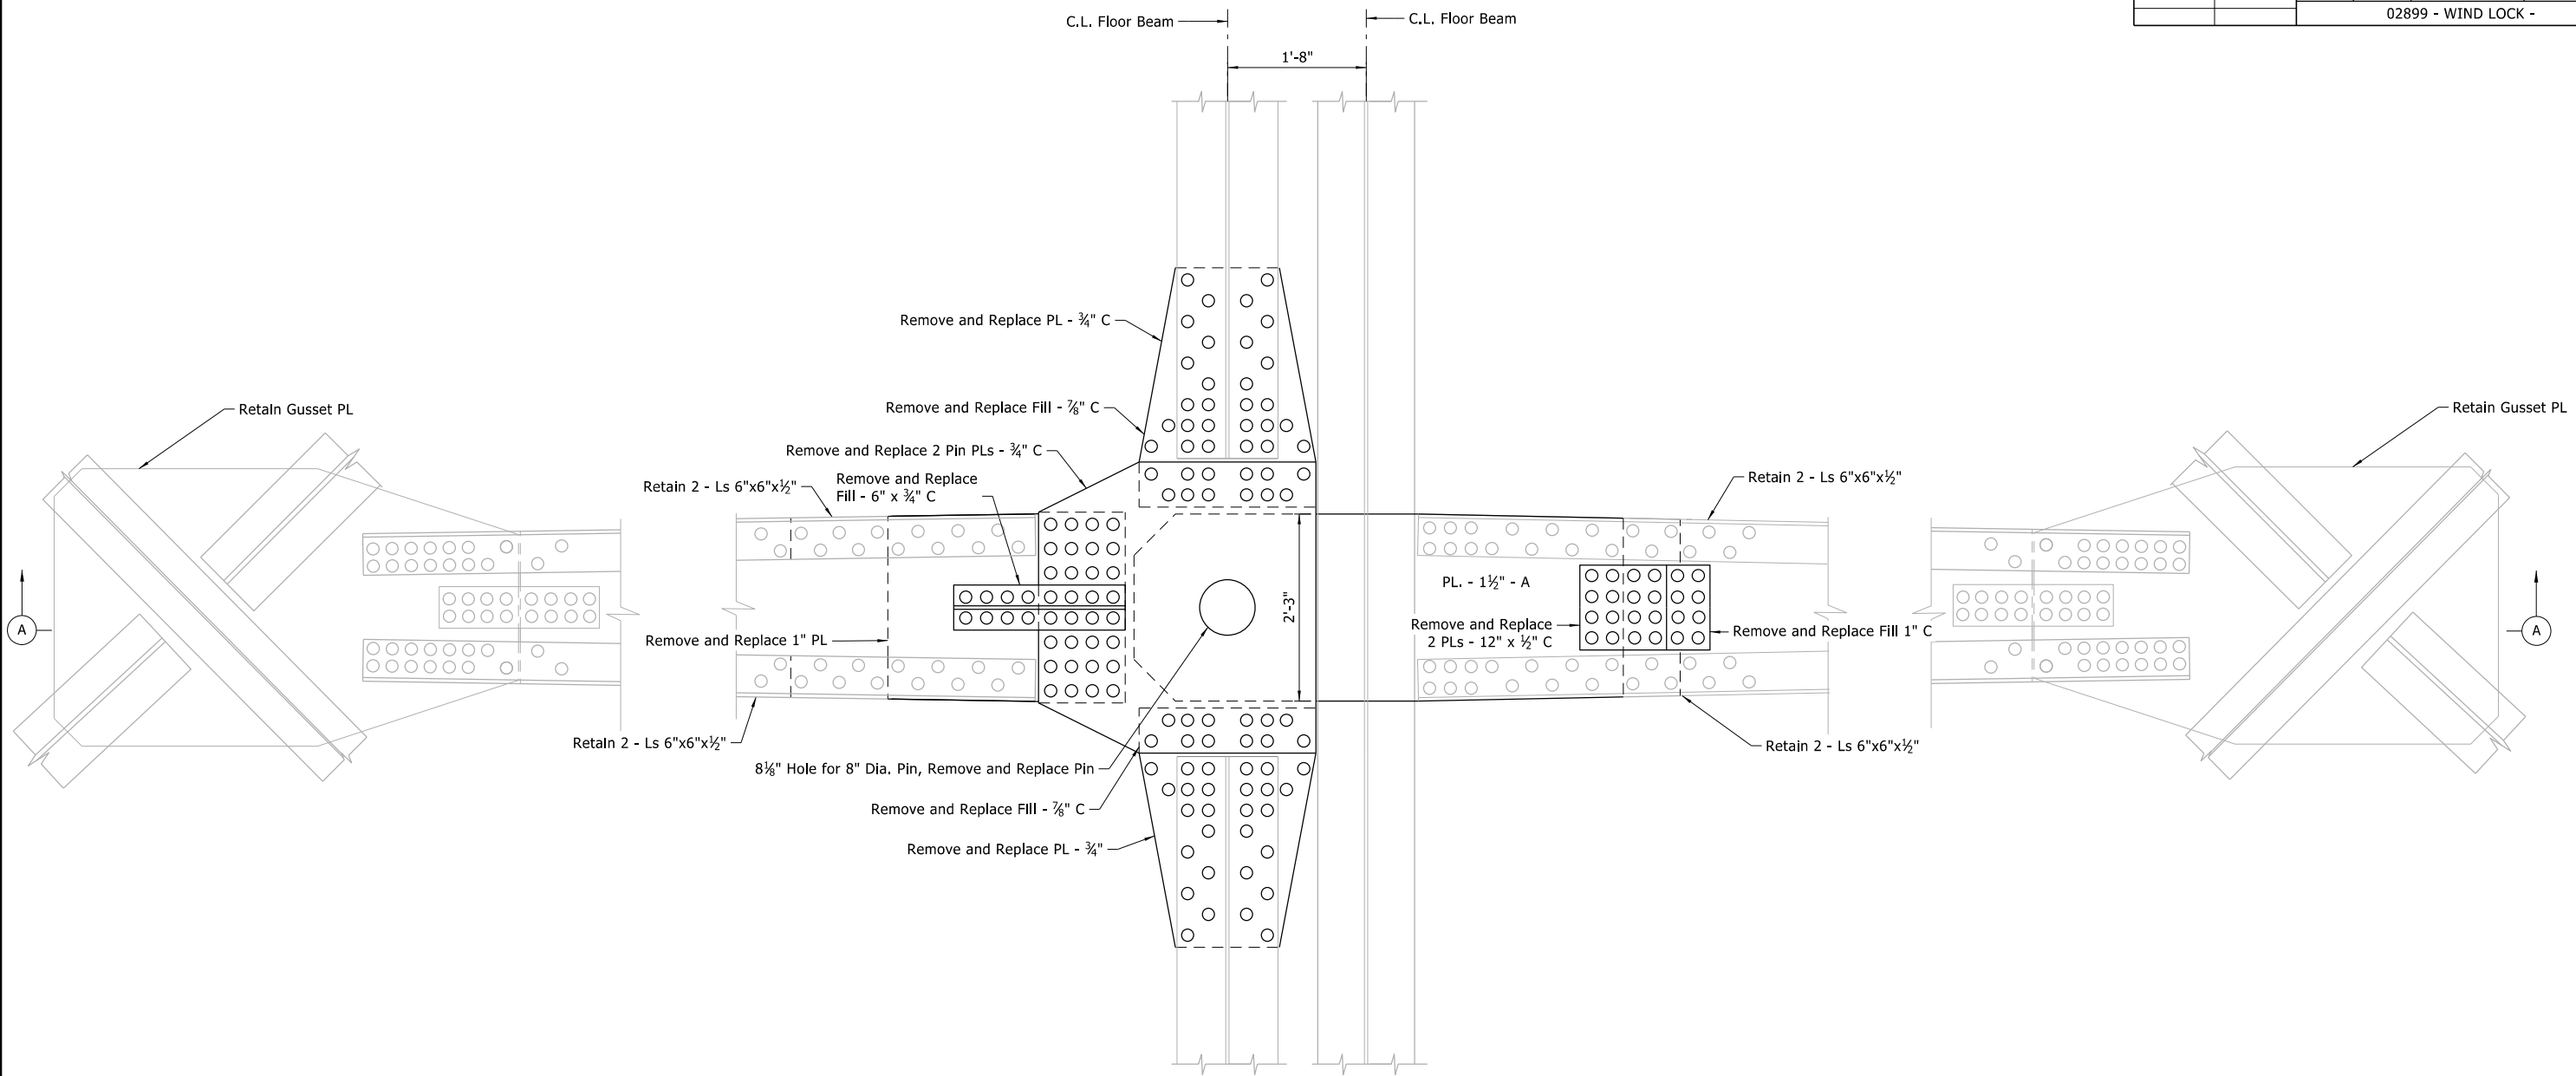 C.L. Floor Beam
C.L. Floor Beam
02899 - WIND LOCK -
1'-8"
Remove and Replace PL - ¾" C
Remove and Replace Fill - ⅞" C
Retain Gusset PL
Retain Gusset PL
Remove and Replace 2 Pin PLs - ¾" C
Remove and Replace
Fill - 6" x ¾" C
Retain 2 - Ls 6"x6"x½"
Retain 2 - Ls 6"x6"x½"
PL. - 1½" - A
2'-3"
A
A
Remove and Replace 1" PL
Remove and Replace
2 PLs - 12" x ½" C
Remove and Replace Fill 1" C
Retain 2 - Ls 6"x6"x½"
Retain 2 - Ls 6"x6"x½"
8⅛" Hole for 8" Dia. Pin, Remove and Replace Pin
Remove and Replace Fill - ⅞" C
Remove and Replace PL - ¾"